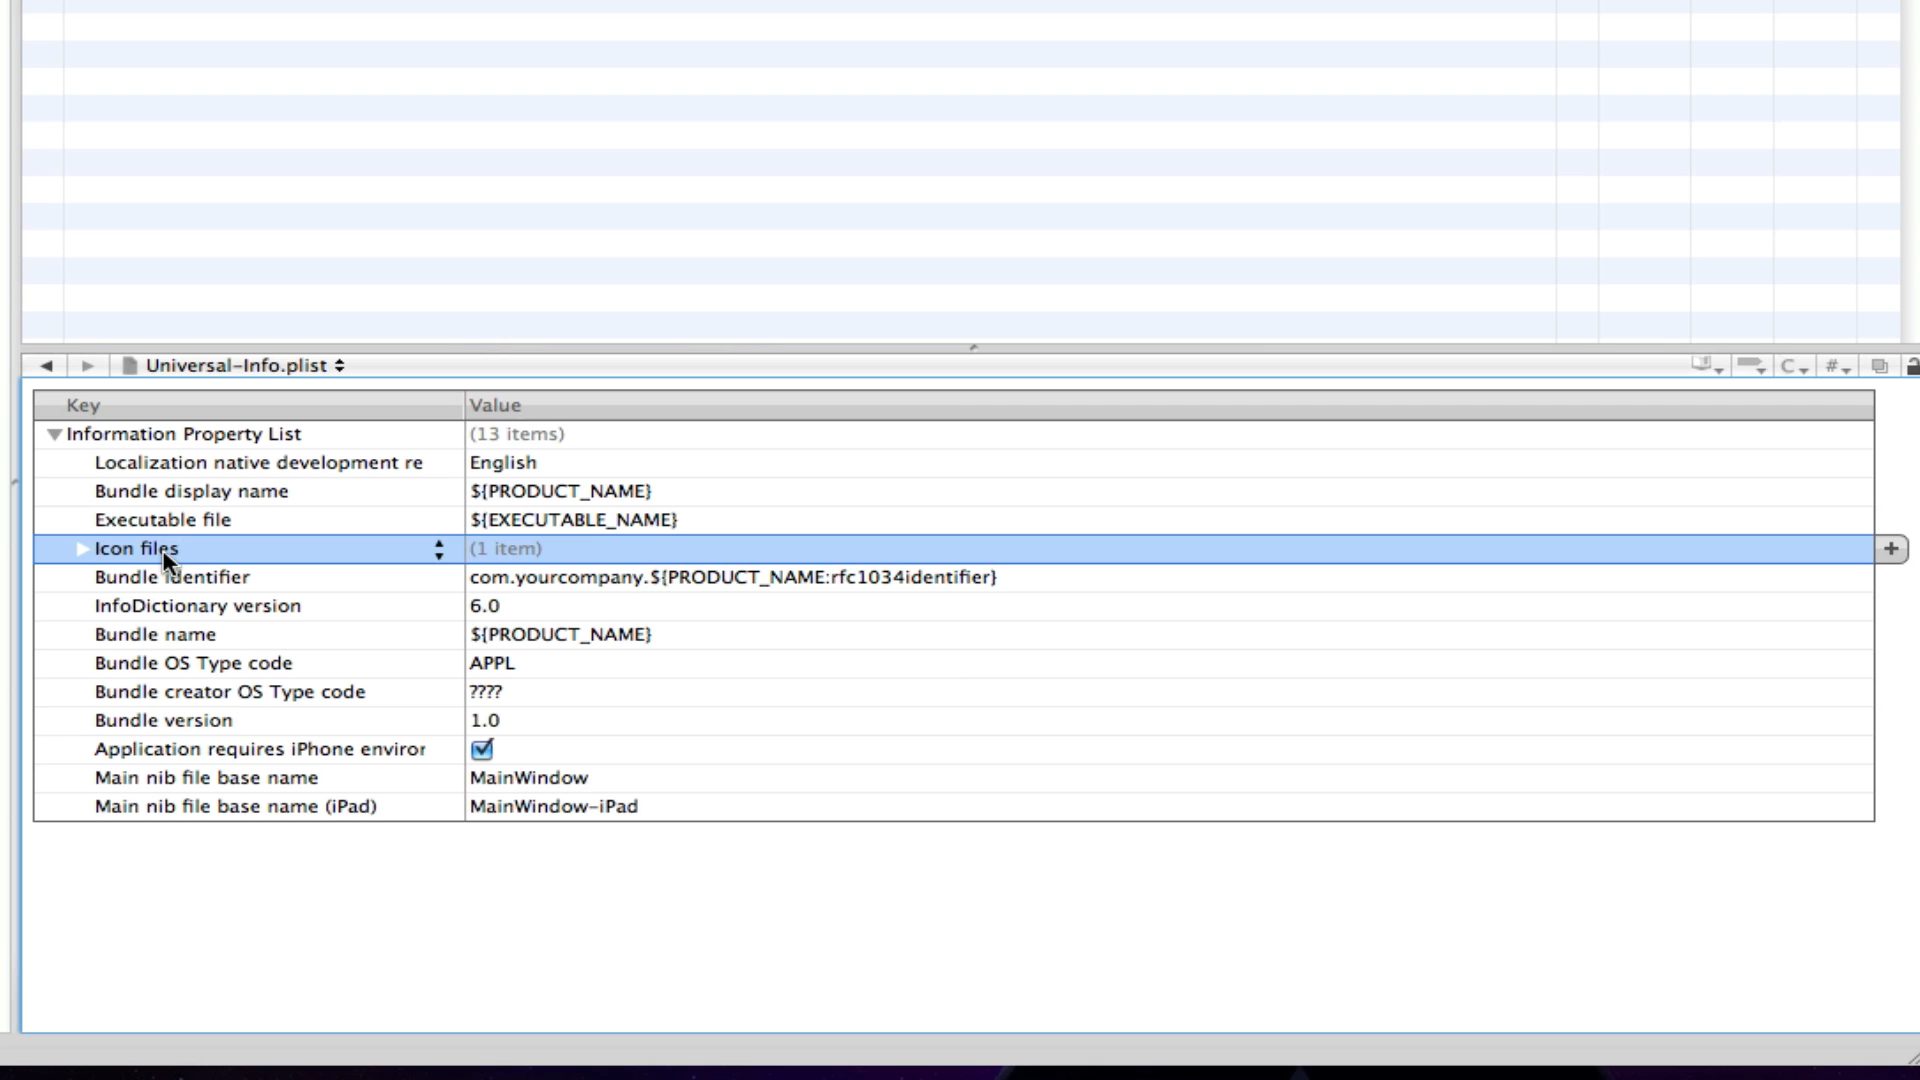 Universal-Info.plist
C
#
Key Value
Information Property List (13 items)
Localization native development re English
Bundle display name ${PRODUCT_NAME}
Executable file ${EXECUTABLE_NAME}
Icon files (1 item)
Bundle identifier com.yourcompany.${PRODUCT_NAME:rfc1034identifier}
InfoDictionary version 6.0
Bundle name ${PRODUCT_NAME}
Bundle OS Type code APPL
Bundle creator OS Type code ????
Bundle version 1.0
Application requires iPhone enviror
Main nib file base name MainWindow
Main nib file base name (iPad) MainWindow-iPad